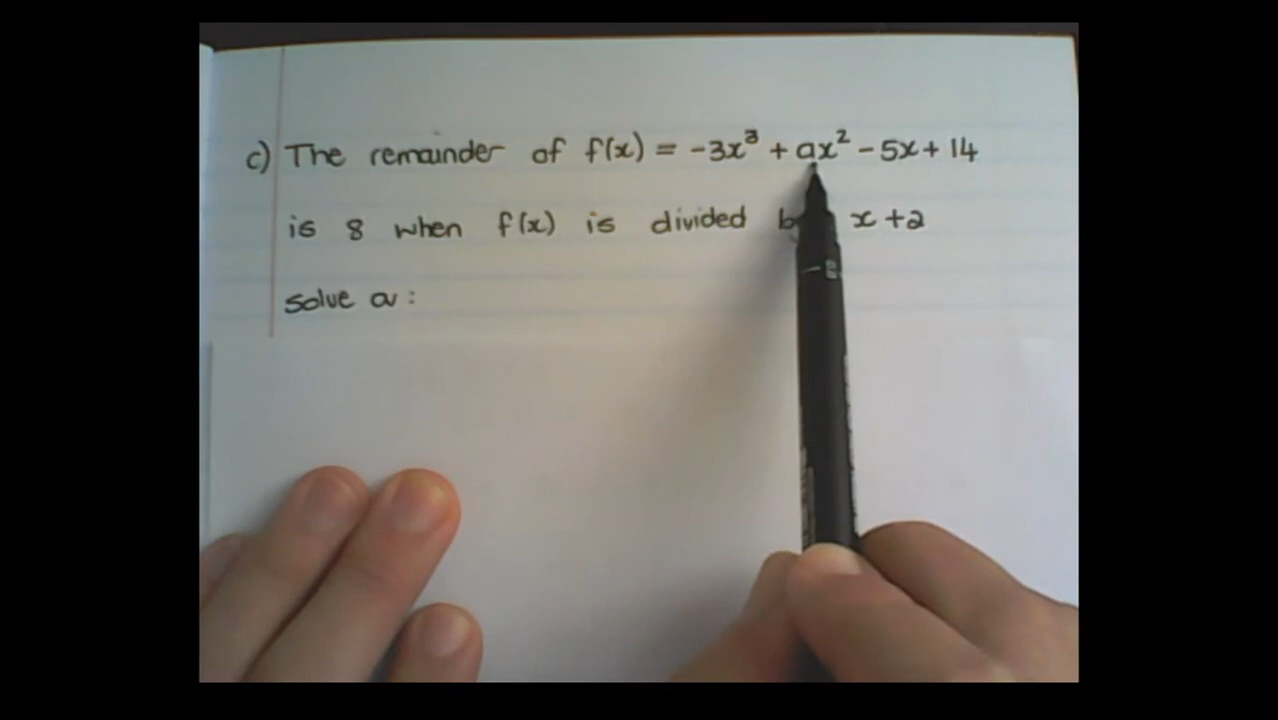 c) The remainder of f(x) = -3x³ + ax² - 5x + 14
is 8 when f(x) is divided x + 2
Solve a :